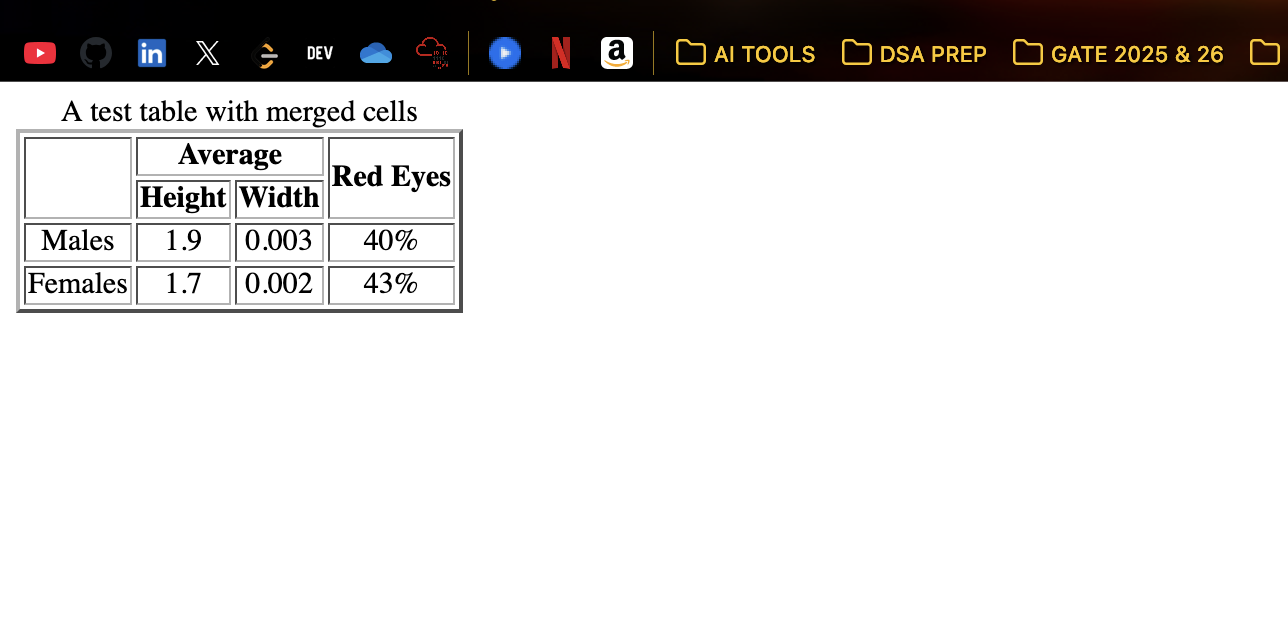 in X DEV N a AI TOOLS DSA PREP GATE 2025 & 26
A test table with merged cells
Average Red Eyes
Height Width
Males 1.9 0.003 40%
Females 1.7 0.002 43%